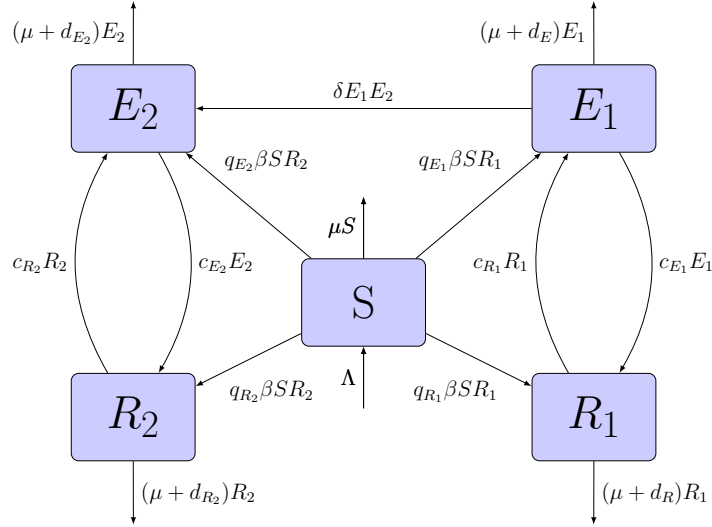 (μ + d_{E_2})E_2
(μ + d_E)E_1
E_2
δE_1E_2
E_1
q_{E_2}βSR_2
q_{E_1}βSR_1
μS
c_{R_2}R_2
c_{E_2}E_2
c_{R_1}R_1
c_{E_1}E_1
S
Λ
q_{R_2}βSR_2
q_{R_1}βSR_1
R_2
R_1
(μ + d_{R_2})R_2
(μ + d_R)R_1